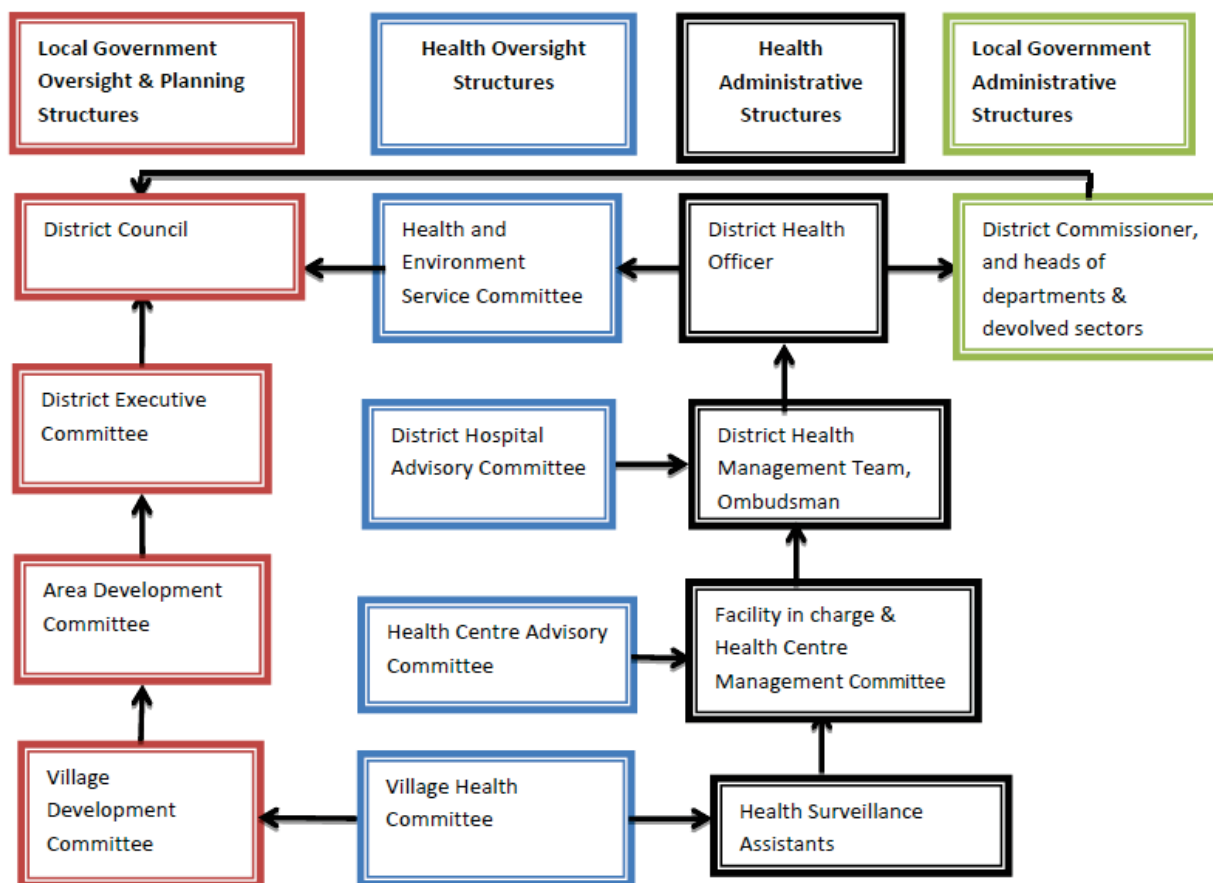 Local Government
Oversight & Planning
Structures
Health Oversight
Structures
Health
Administrative
Structures
Local Government
Administrative
Structures
District Council
Health and
Environment
Service Committee
District Health
Officer
District Commissioner,
and heads of
departments &
devolved sectors
District Executive
Committee
District Hospital
Advisory Committee
District Health
Management Team,
Ombudsman
Area Development
Committee
Health Centre Advisory
Committee
Facility in charge &
Health Centre
Management Committee
Village
Development
Committee
Village Health
Committee
Health Surveillance
Assistants